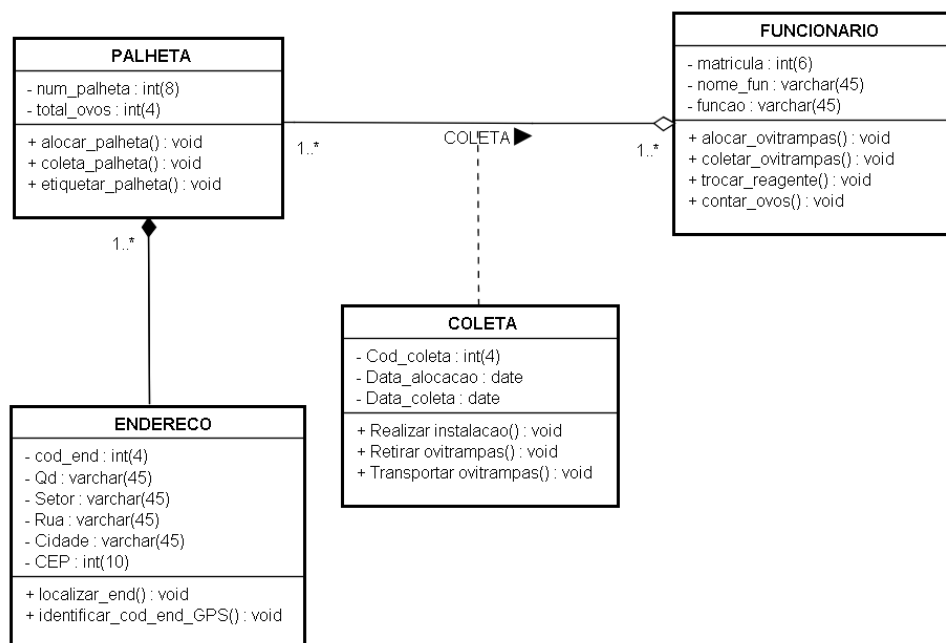 PALHETA
- num_palheta : int(8)
- total_ovos : int(4)
+ alocar_palheta() : void
+ coleta_palheta() : void
+ etiquetar_palheta() : void
1..*
COLETA
1..*
FUNCIONARIO
- matricula : int(6)
- nome_fun : varchar(45)
- funcao : varchar(45)
+ alocar_ovitrampas() : void
+ coletar_ovitrampas() : void
+ trocar_reagente() : void
+ contar_ovos() : void
1..*
COLETA
- Cod_coleta : int(4)
- Data_alocacao : date
- Data_coleta : date
+ Realizar instalacao() : void
+ Retirar ovitrampas() : void
+ Transportar ovitrampas() : void
ENDERECO
- cod_end : int(4)
- Qd : varchar(45)
- Setor : varchar(45)
- Rua : varchar(45)
- Cidade : varchar(45)
- CEP : int(10)
+ localizar_end() : void
+ identificar_cod_end_GPS() : void